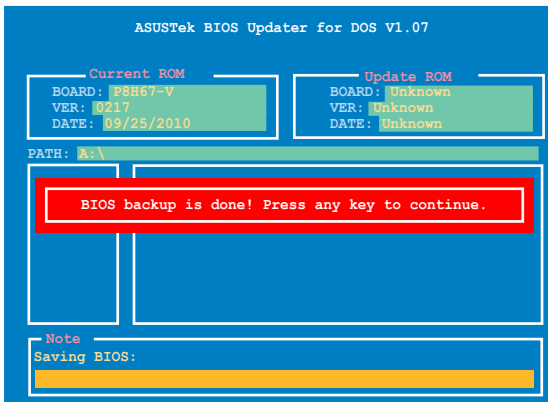 ASUSTek BIOS Updater for DOS V1.07
Current ROM
BOARD: P8H67-V
VER: 0217
DATE: 09/25/2010
Update ROM
BOARD: Unknown
VER: Unknown
DATE: Unknown
PATH: A:\
BIOS backup is done! Press any key to continue.
Note
Saving BIOS: